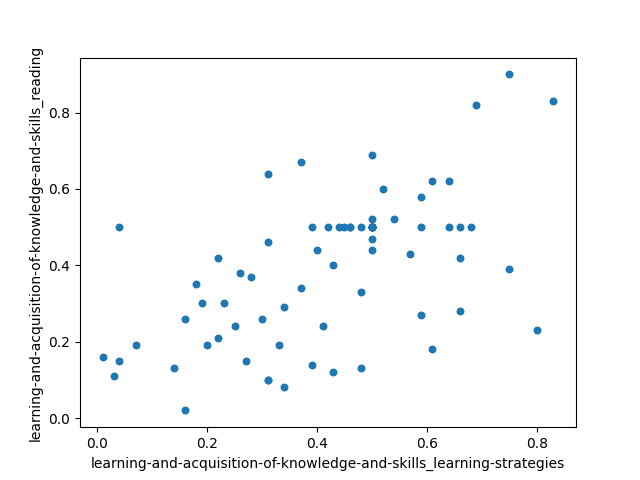 learning-and-acquisition-of-knowledge-and-skills_reading
0.8
0.6
0.4
0.2
0.0
0.0 0.2 0.4 0.6 0.8
learning-and-acquisition-of-knowledge-and-skills_learning-strategies